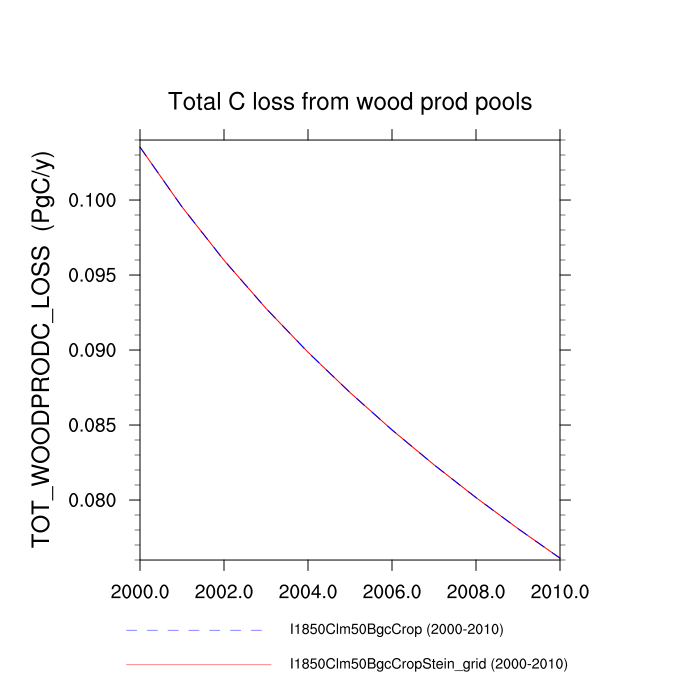 Total C loss from wood prod pools
TOT_WOODPRODC_LOSS (PgC/y)
0.100
0.095
0.090
0.085
0.080
2000.0 2002.0 2004.0 2006.0 2008.0 2010.0
I1850Clm50BgcCrop (2000-2010)
I1850Clm50BgcCropStein_grid (2000-2010)